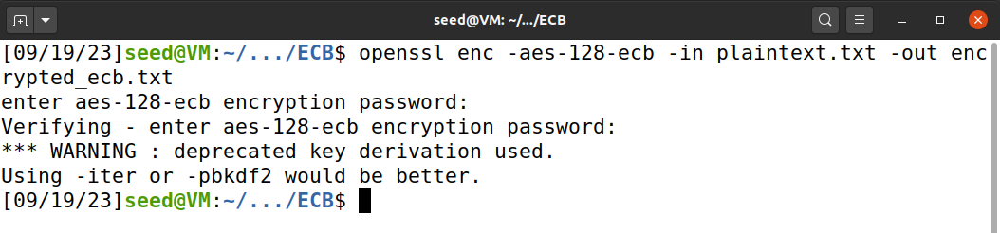 seed@VM: ~/.../ECB
[09/19/23]seed@VM:~/.../ECB$ openssl enc -aes-128-ecb -in plaintext.txt -out enc
rypted_ecb.txt
enter aes-128-ecb encryption password:
Verifying - enter aes-128-ecb encryption password:
*** WARNING : deprecated key derivation used.
Using -iter or -pbkdf2 would be better.
[09/19/23]seed@VM:~/.../ECB$